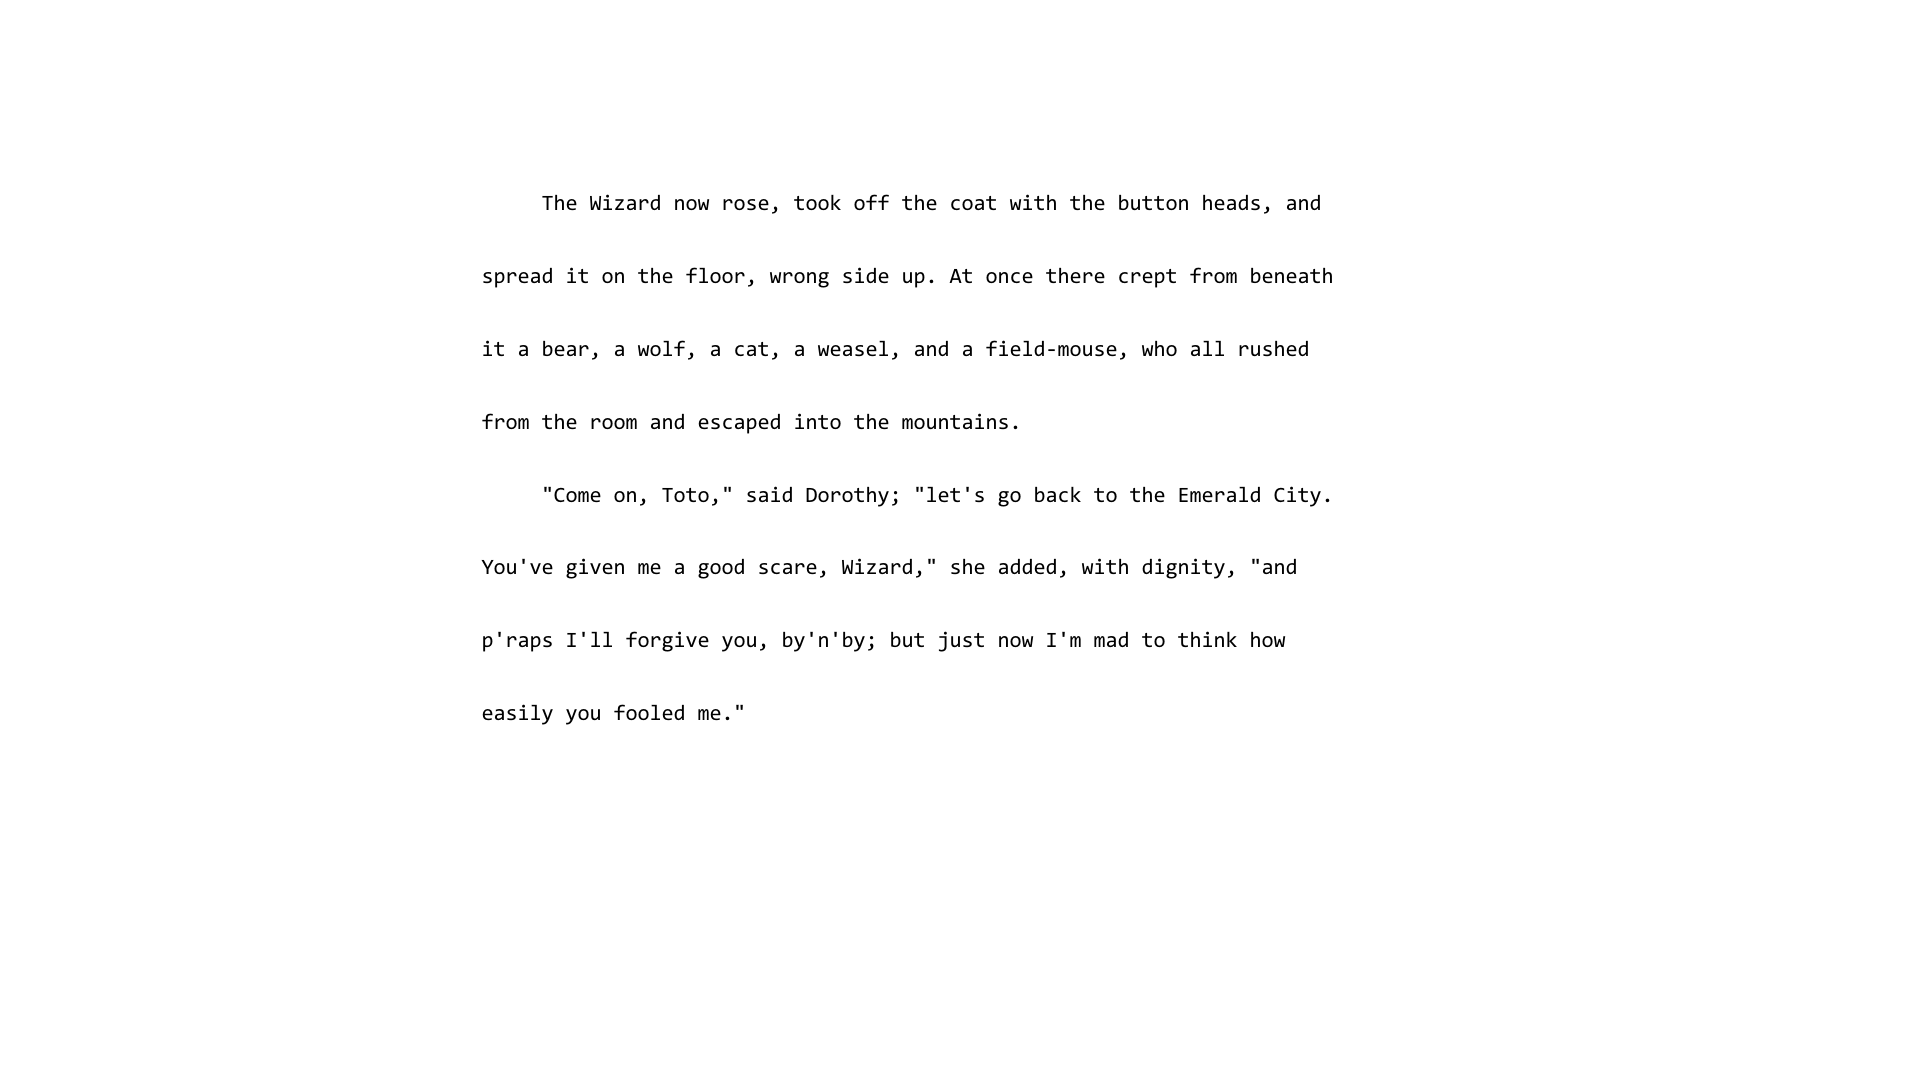 The Wizard now rose, took off the coat with the button heads, and
spread it on the floor, wrong side up. At once there crept from beneath
it a bear, a wolf, a cat, a weasel, and a field-mouse, who all rushed
from the room and escaped into the mountains.
"Come on, Toto," said Dorothy; "let's go back to the Emerald City.
You've given me a good scare, Wizard," she added, with dignity, "and
p'raps I'll forgive you, by'n'by; but just now I'm mad to think how
easily you fooled me."